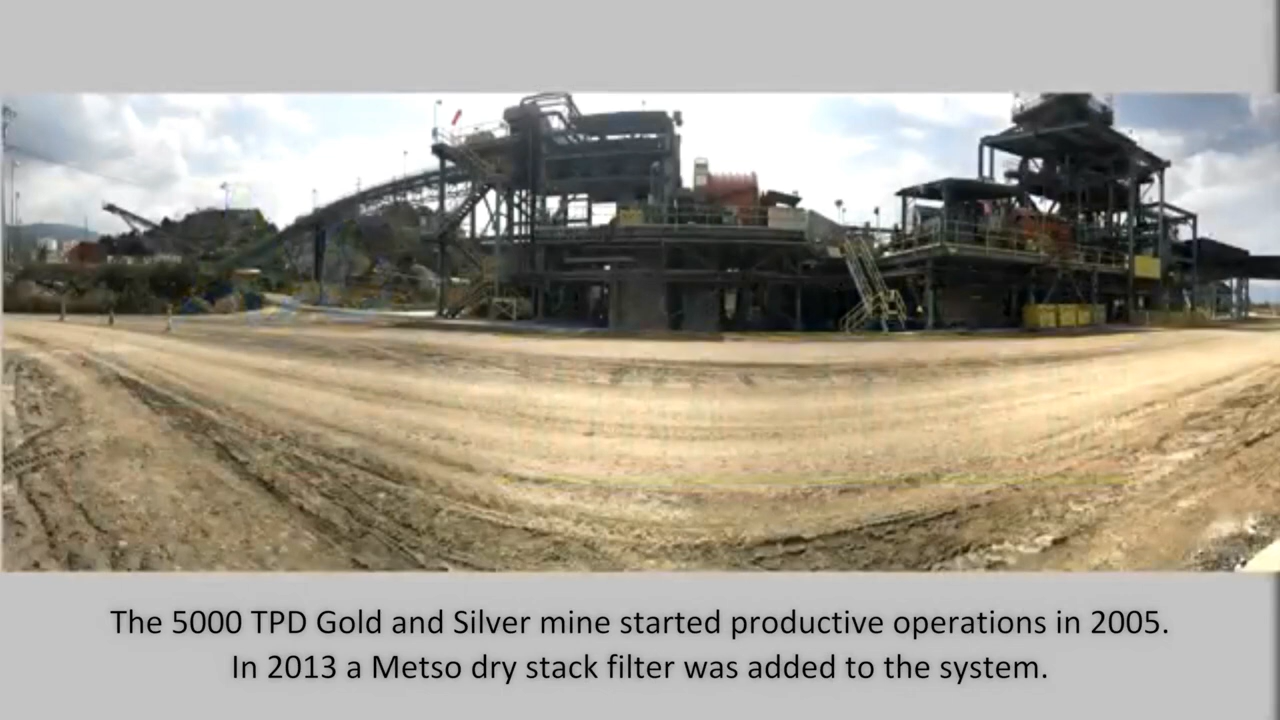 The 5000 TPD Gold and Silver mine started productive operations in 2005.
In 2013 a Metso dry stack filter was added to the system.